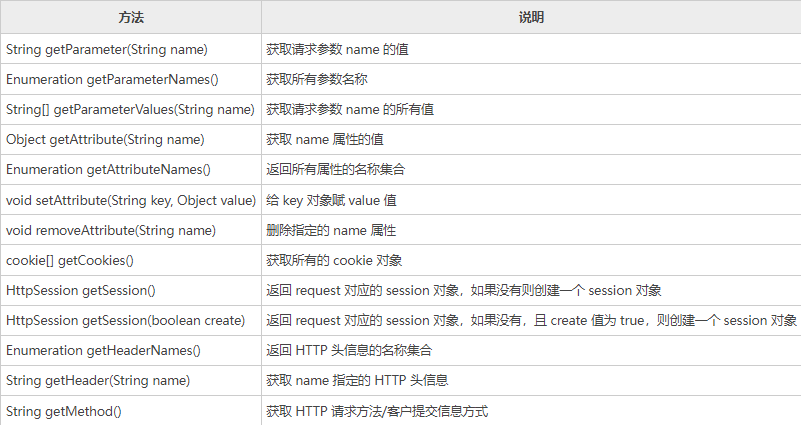 方法 说明
String getParameter(String name) 获取请求参数 name 的值
Enumeration getParameterNames() 获取所有参数名称
String[] getParameterValues(String name) 获取请求参数 name 的所有值
Object getAttribute(String name) 获取 name 属性的值
Enumeration getAttributeNames() 返回所有属性的名称集合
void setAttribute(String key, Object value) 给 key 对象赋 value 值
void removeAttribute(String name) 删除指定的 name 属性
cookie[] getCookies() 获取所有的 cookie 对象
HttpSession getSession() 返回 request 对应的 session 对象，如果没有则创建一个 session 对象
HttpSession getSession(boolean create) 返回 request 对应的 session 对象，如果没有，且 create 值为 true，则创建一个 session 对象
Enumeration getHeaderNames() 返回 HTTP 头信息的名称集合
String getHeader(String name) 获取 name 指定的 HTTP 头信息
String getMethod() 获取 HTTP 请求方法/客户提交信息方式